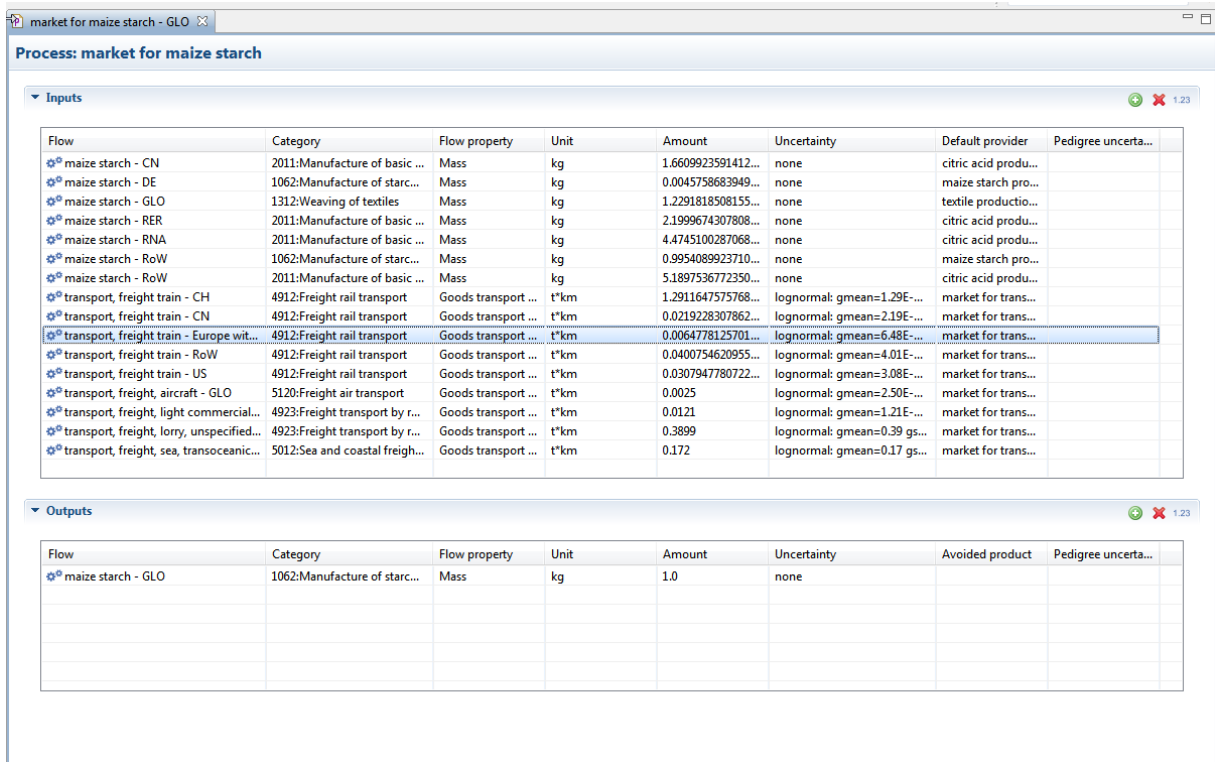 market for maize starch - GLO
Process: market for maize starch
Inputs
1.23
Flow Category Flow property Unit Amount Uncertainty Default provider Pedigree uncerta...
maize starch - CN 2011:Manufacture of basic ... Mass kg 1.6609923591412... none citric acid produ...
maize starch - DE 1062:Manufacture of starc... Mass kg 0.0045758683949... none maize starch pro...
maize starch - GLO 1312:Weaving of textiles Mass kg 1.2291818508155... none textile productio...
maize starch - RER 2011:Manufacture of basic ... Mass kg 2.1999674307808... none citric acid produ...
maize starch - RNA 2011:Manufacture of basic ... Mass kg 4.4745100287068... none citric acid produ...
maize starch - RoW 1062:Manufacture of starc... Mass kg 0.9954089923710... none maize starch pro...
maize starch - RoW 2011:Manufacture of basic ... Mass kg 5.1897536772350... none citric acid produ...
transport, freight train - CH 4912:Freight rail transport Goods transport ... t*km 1.2911647575768... lognormal: gmean=1.29E-... market for trans...
transport, freight train - CN 4912:Freight rail transport Goods transport ... t*km 0.0219228307862... lognormal: gmean=2.19E-... market for trans...
transport, freight train - Europe wit... 4912:Freight rail transport Goods transport ... t*km 0.0064778125701... lognormal: gmean=6.48E-... market for trans...
transport, freight train - RoW 4912:Freight rail transport Goods transport ... t*km 0.0400754620955... lognormal: gmean=4.01E-... market for trans...
transport, freight train - US 4912:Freight rail transport Goods transport ... t*km 0.0307947780722... lognormal: gmean=3.08E-... market for trans...
transport, freight, aircraft - GLO 5120:Freight air transport Goods transport ... t*km 0.0025 lognormal: gmean=2.50E-... market for trans...
transport, freight, light commercial... 4923:Freight transport by r... Goods transport ... t*km 0.0121 lognormal: gmean=1.21E-... market for trans...
transport, freight, lorry, unspecified... 4923:Freight transport by r... Goods transport ... t*km 0.3899 lognormal: gmean=0.39 gs... market for trans...
transport, freight, sea, transoceanic... 5012:Sea and coastal freigh... Goods transport ... t*km 0.172 lognormal: gmean=0.17 gs... market for trans...
Outputs
1.23
Flow Category Flow property Unit Amount Uncertainty Avoided product Pedigree uncerta...
maize starch - GLO 1062:Manufacture of starc... Mass kg 1.0 none